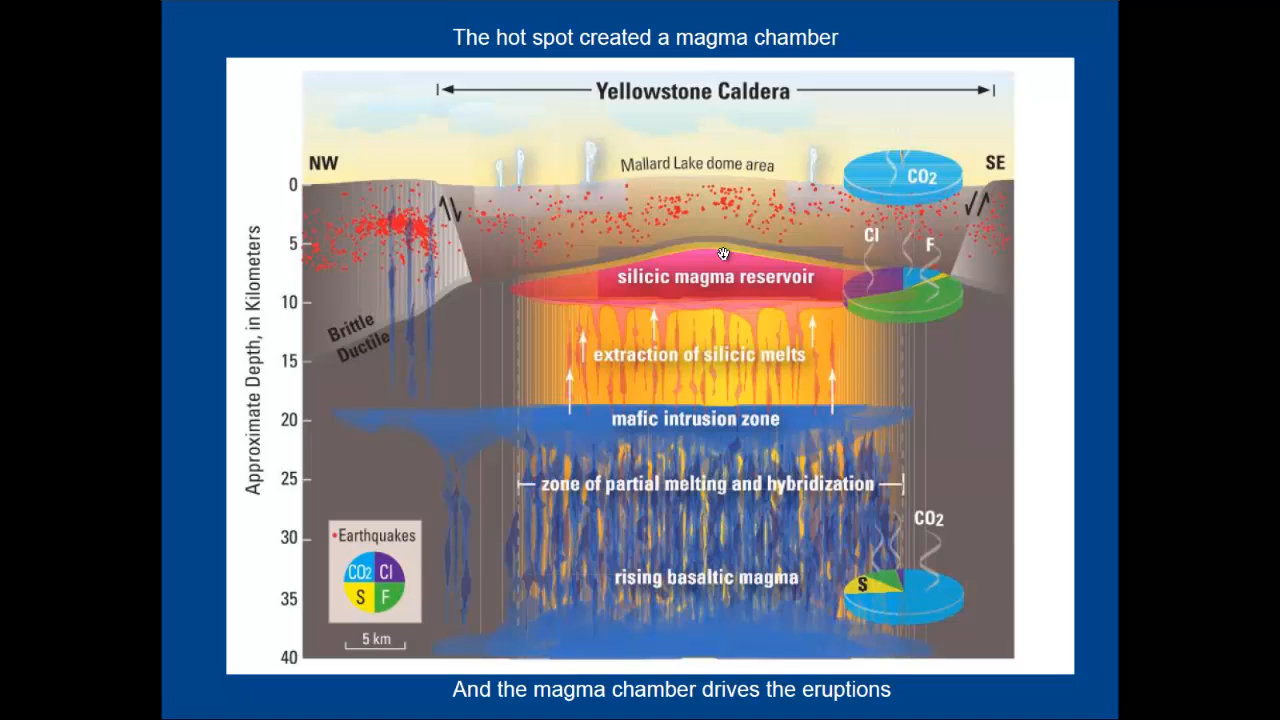 The hot spot created a magma chamber
Yellowstone Caldera
NW
Mallard Lake dome area
SE
CO2
0
5
10
15
20
25
30
35
40
Approximate Depth, in Kilometers
Cl
F
silicic magma reservoir
Brittle
Ductile
extraction of silicic melts
mafic intrusion zone
zone of partial melting and hybridization
CO2
rising basaltic magma
S
Earthquakes
CO2 Cl
S F
5 km
And the magma chamber drives the eruptions